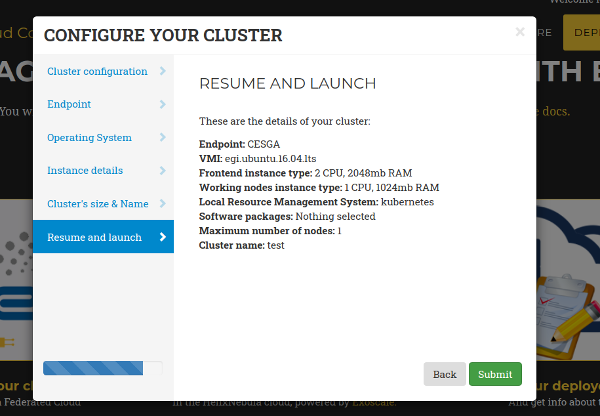 Welcome
ud Co
RE
DEP
CONFIGURE YOUR CLUSTER
×
AG
ITH E
You w
e docs.
Cluster configuration
Endpoint
Operating System
Instance details
Cluster's size & Name
Resume and launch
RESUME AND LAUNCH
These are the details of your cluster:
Endpoint: CESGA
VMI: egi.ubuntu.16.04.lts
Frontend instance type: 2 CPU, 2048mb RAM
Working nodes instance type: 1 CPU, 1024mb RAM
Local Resource Management System: kubernetes
Software packages: Nothing selected
Maximum number of nodes: 1
Cluster name: test
Back
Submit
our cl
ur deploye
Federated Cloud
in the HelixNebula cloud, powered by Exoscale.
And get info about t